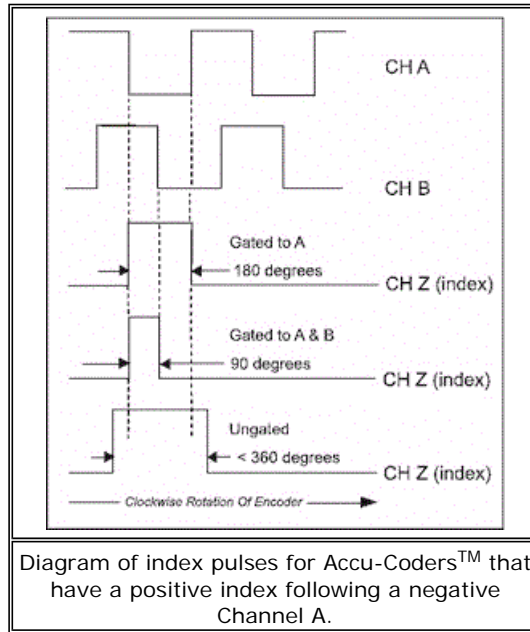 CH A
CH B
Gated to A
180 degrees
CH Z (index)
Gated to A & B
90 degrees
CH Z (index)
Ungated
< 360 degrees
CH Z (index)
Clockwise Rotation Of Encoder
Diagram of index pulses for Accu-Coders™ that
have a positive index following a negative
Channel A.